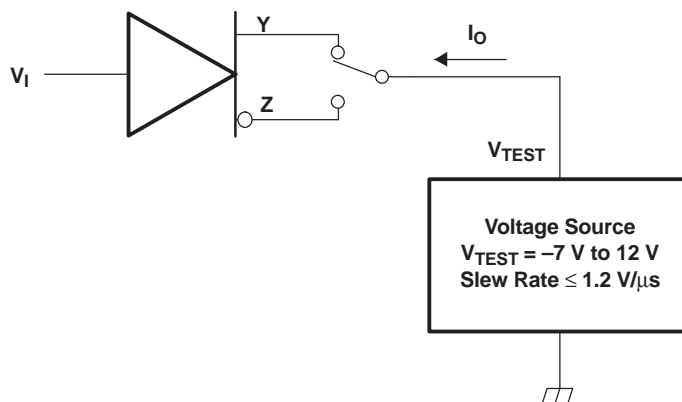 Y
I_O
V_I
Z
V_TEST
Voltage Source
V_TEST = –7 V to 12 V
Slew Rate ≤ 1.2 V/μs